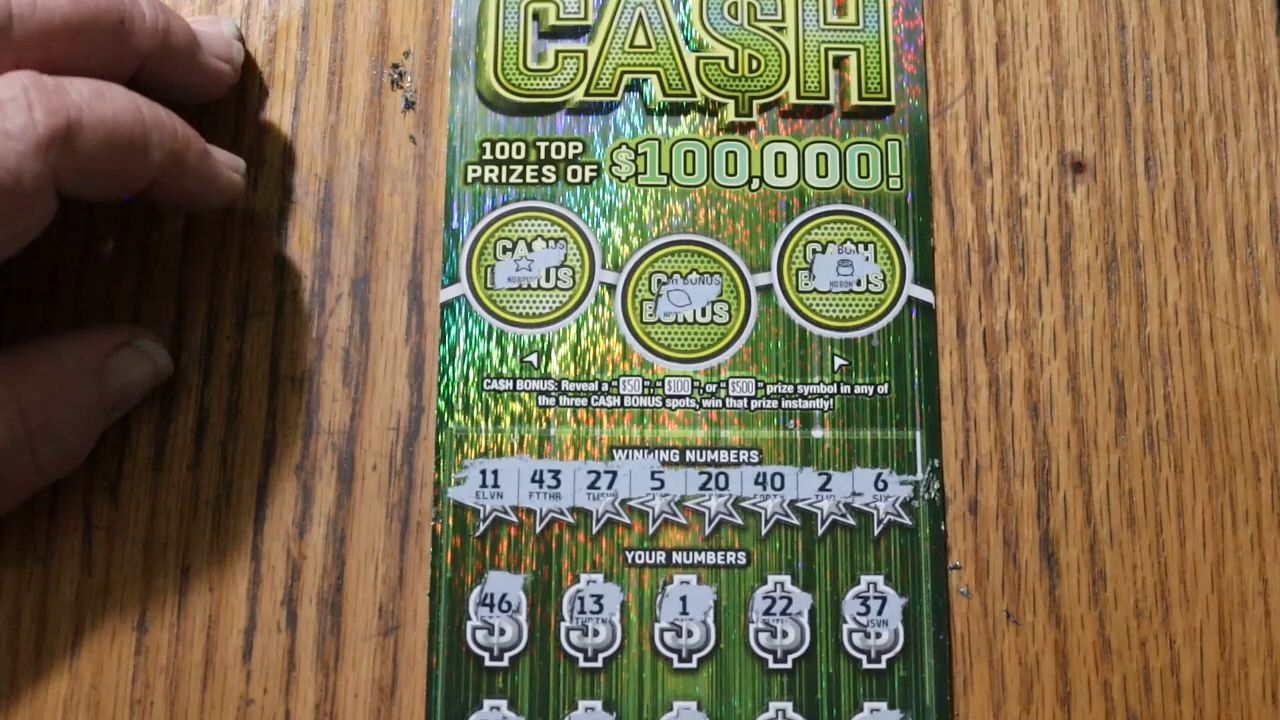 CA$H
100 TOP
PRIZES OF $100,000!
CA$H
BONUS
CA$H BONUS
BONUS
CA$H
BONUS
CA$H BONUS: Reveal a "$50", "$100", or "$500" prize symbol in any of
the three CA$H BONUS spots, win that prize instantly!
WINNING NUMBERS
11 43 27 5 20 40 2 6
ELVN FTTHR SIX
YOUR NUMBERS
46 13 1 22 37